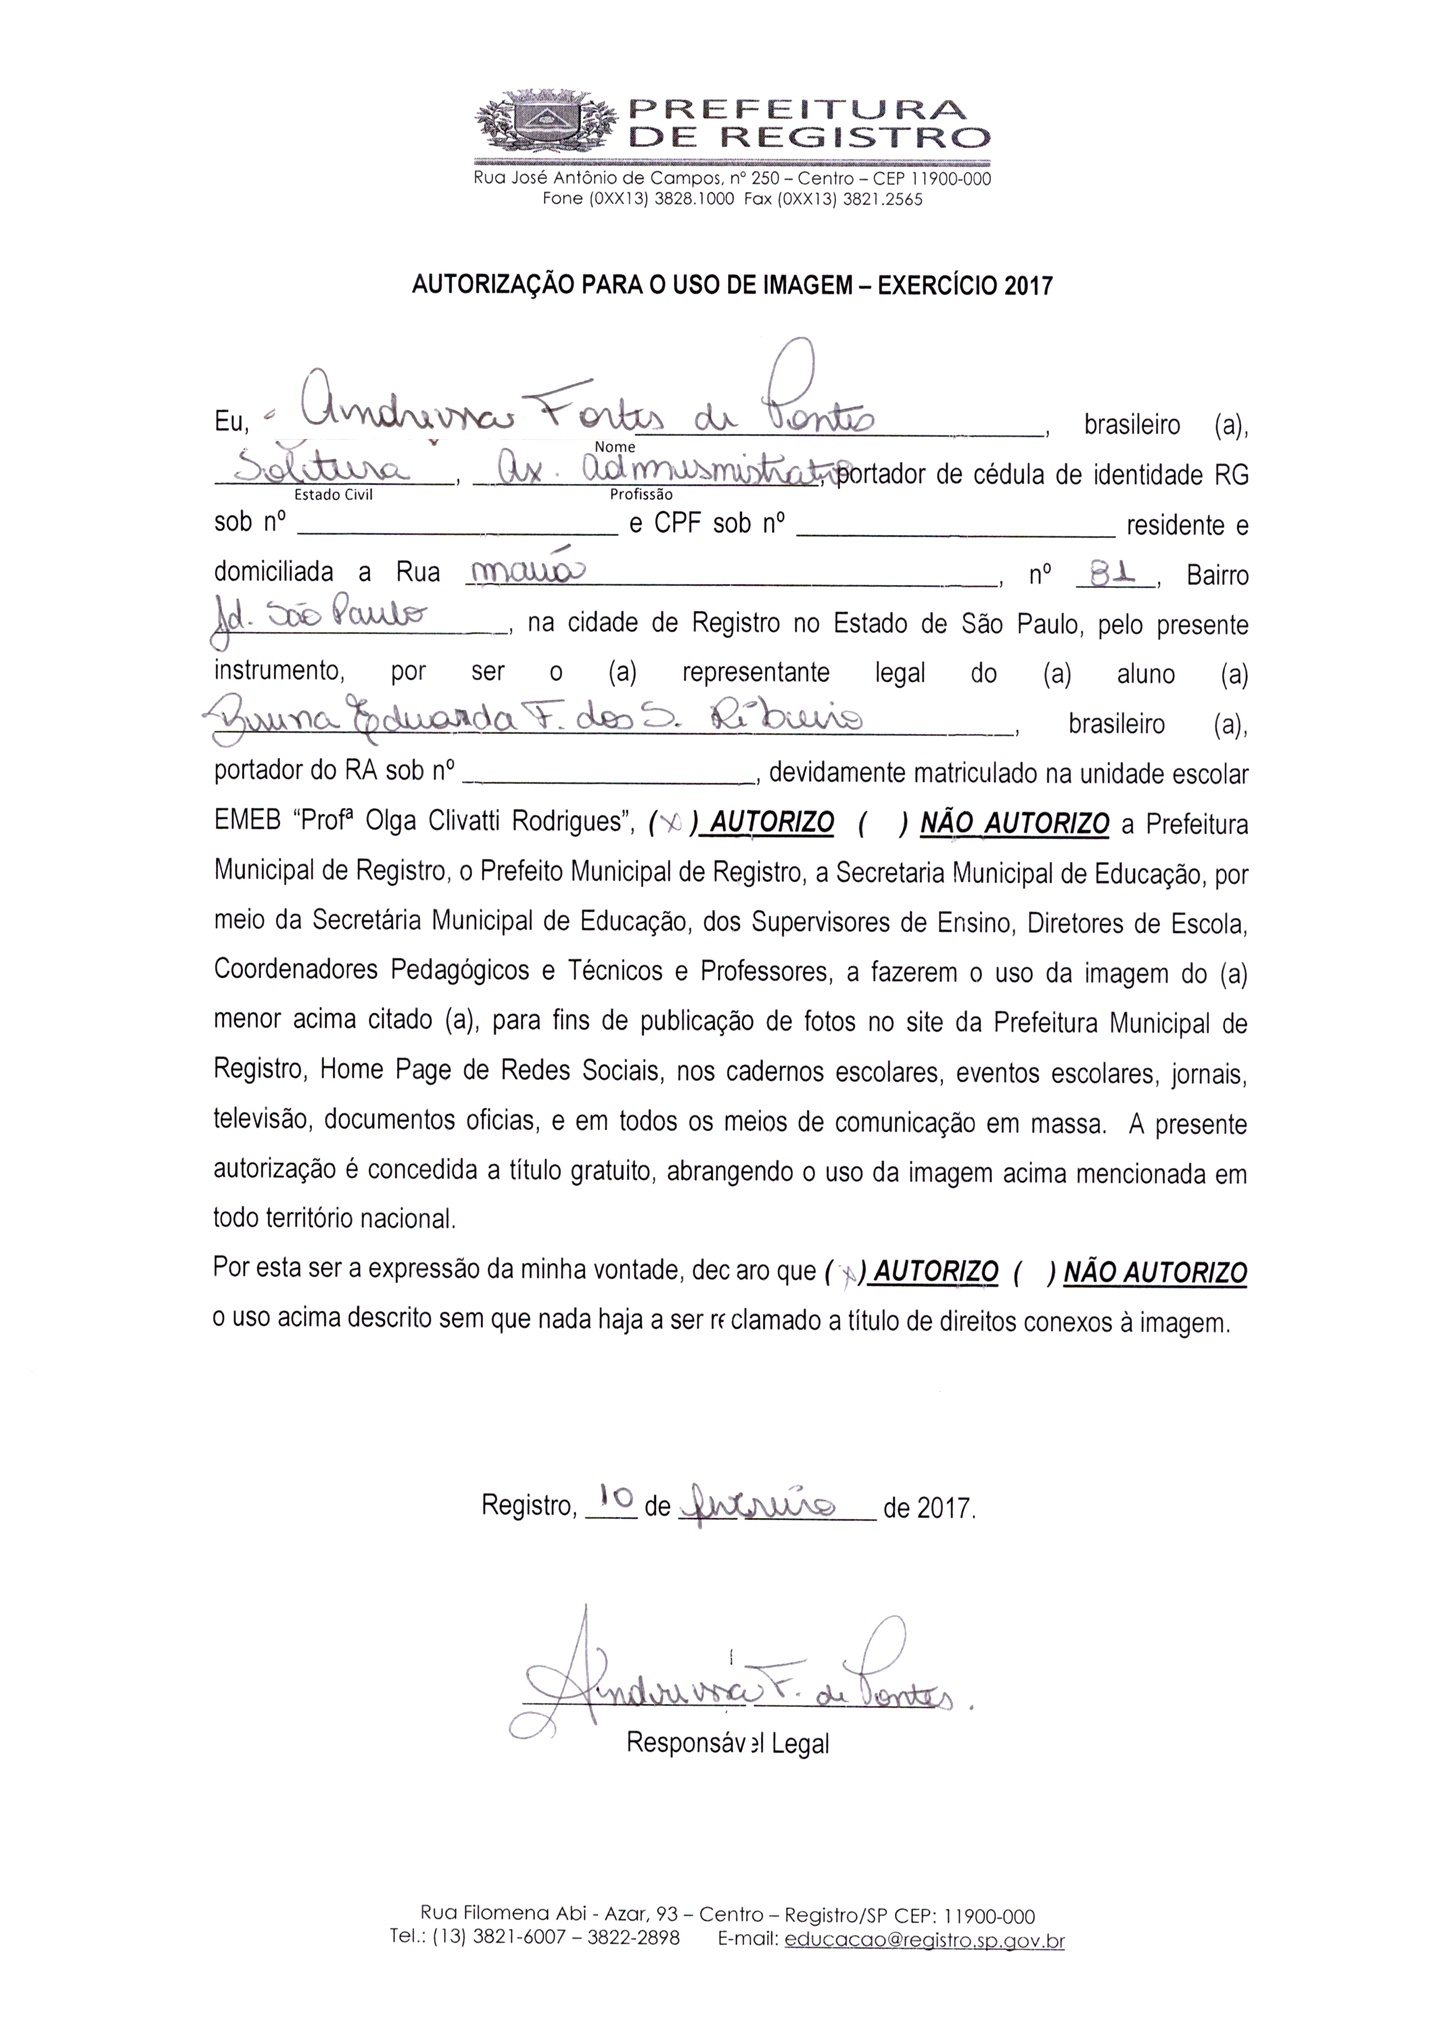 PREFEITURA
DE REGISTRO
Rua José Antônio de Campos, nº 250 – Centro – CEP 11900-000
Fone (0XX13) 3828.1000 Fax (0XX13) 3821.2565
AUTORIZAÇÃO PARA O USO DE IMAGEM – EXERCÍCIO 2017
Eu, Andreissa Fortes de Pontes, brasileiro (a),
Nome
Solteira, Ax. Administrativo, portador de cédula de identidade RG
Estado Civil Profissão
sob nº ____ e CPF sob nº ____ residente e
domiciliada a Rua mauá, nº 81, Bairro
Jd. São Paulo, na cidade de Registro no Estado de São Paulo, pelo presente
instrumento, por ser o (a) representante legal do (a) aluno (a)
Bruna Eduarda F. dos S. Ribeiro, brasileiro (a),
portador do RA sob nº ____, devidamente matriculado na unidade escolar
EMEB “Profª Olga Clivatti Rodrigues”, (x) AUTORIZO ( ) NÃO AUTORIZO a Prefeitura
Municipal de Registro, o Prefeito Municipal de Registro, a Secretaria Municipal de Educação, por
meio da Secretária Municipal de Educação, dos Supervisores de Ensino, Diretores de Escola,
Coordenadores Pedagógicos e Técnicos e Professores, a fazerem o uso da imagem do (a)
menor acima citado (a), para fins de publicação de fotos no site da Prefeitura Municipal de
Registro, Home Page de Redes Sociais, nos cadernos escolares, eventos escolares, jornais,
televisão, documentos oficias, e em todos os meios de comunicação em massa. A presente
autorização é concedida a título gratuito, abrangendo o uso da imagem acima mencionada em
todo território nacional.
Por esta ser a expressão da minha vontade, declaro que (x) AUTORIZO ( ) NÃO AUTORIZO
o uso acima descrito sem que nada haja a ser reclamado a título de direitos conexos à imagem.
Registro, 10 de fevereiro de 2017.
Andreissa F. de Pontes.
Responsável Legal
Rua Filomena Abi - Azar, 93 – Centro – Registro/SP CEP: 11900-000
Tel.: (13) 3821-6007 – 3822-2898 E-mail: educacao@registro.sp.gov.br